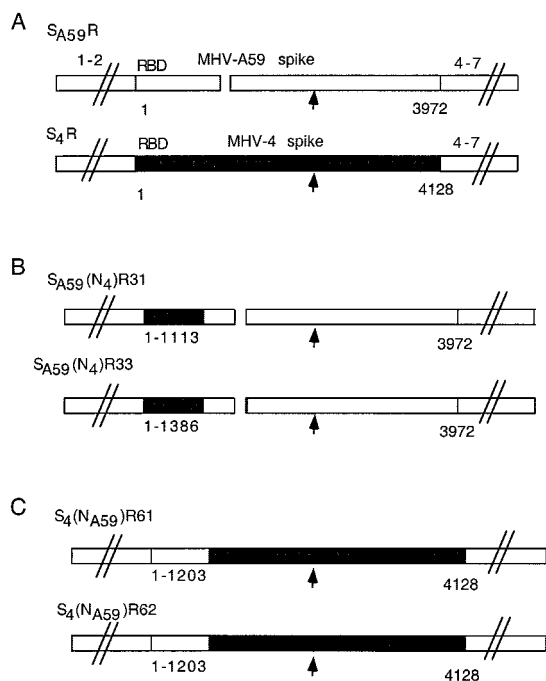 A
SA59R
1-2
RBD
MHV-A59 spike
4-7
1
3972
S4R
RBD
MHV-4 spike
4-7
1
4128
B
SA59(N4)R31
1-1113
3972
SA59(N4)R33
1-1386
3972
C
S4(NA59)R61
1-1203
4128
S4(NA59)R62
1-1203
4128